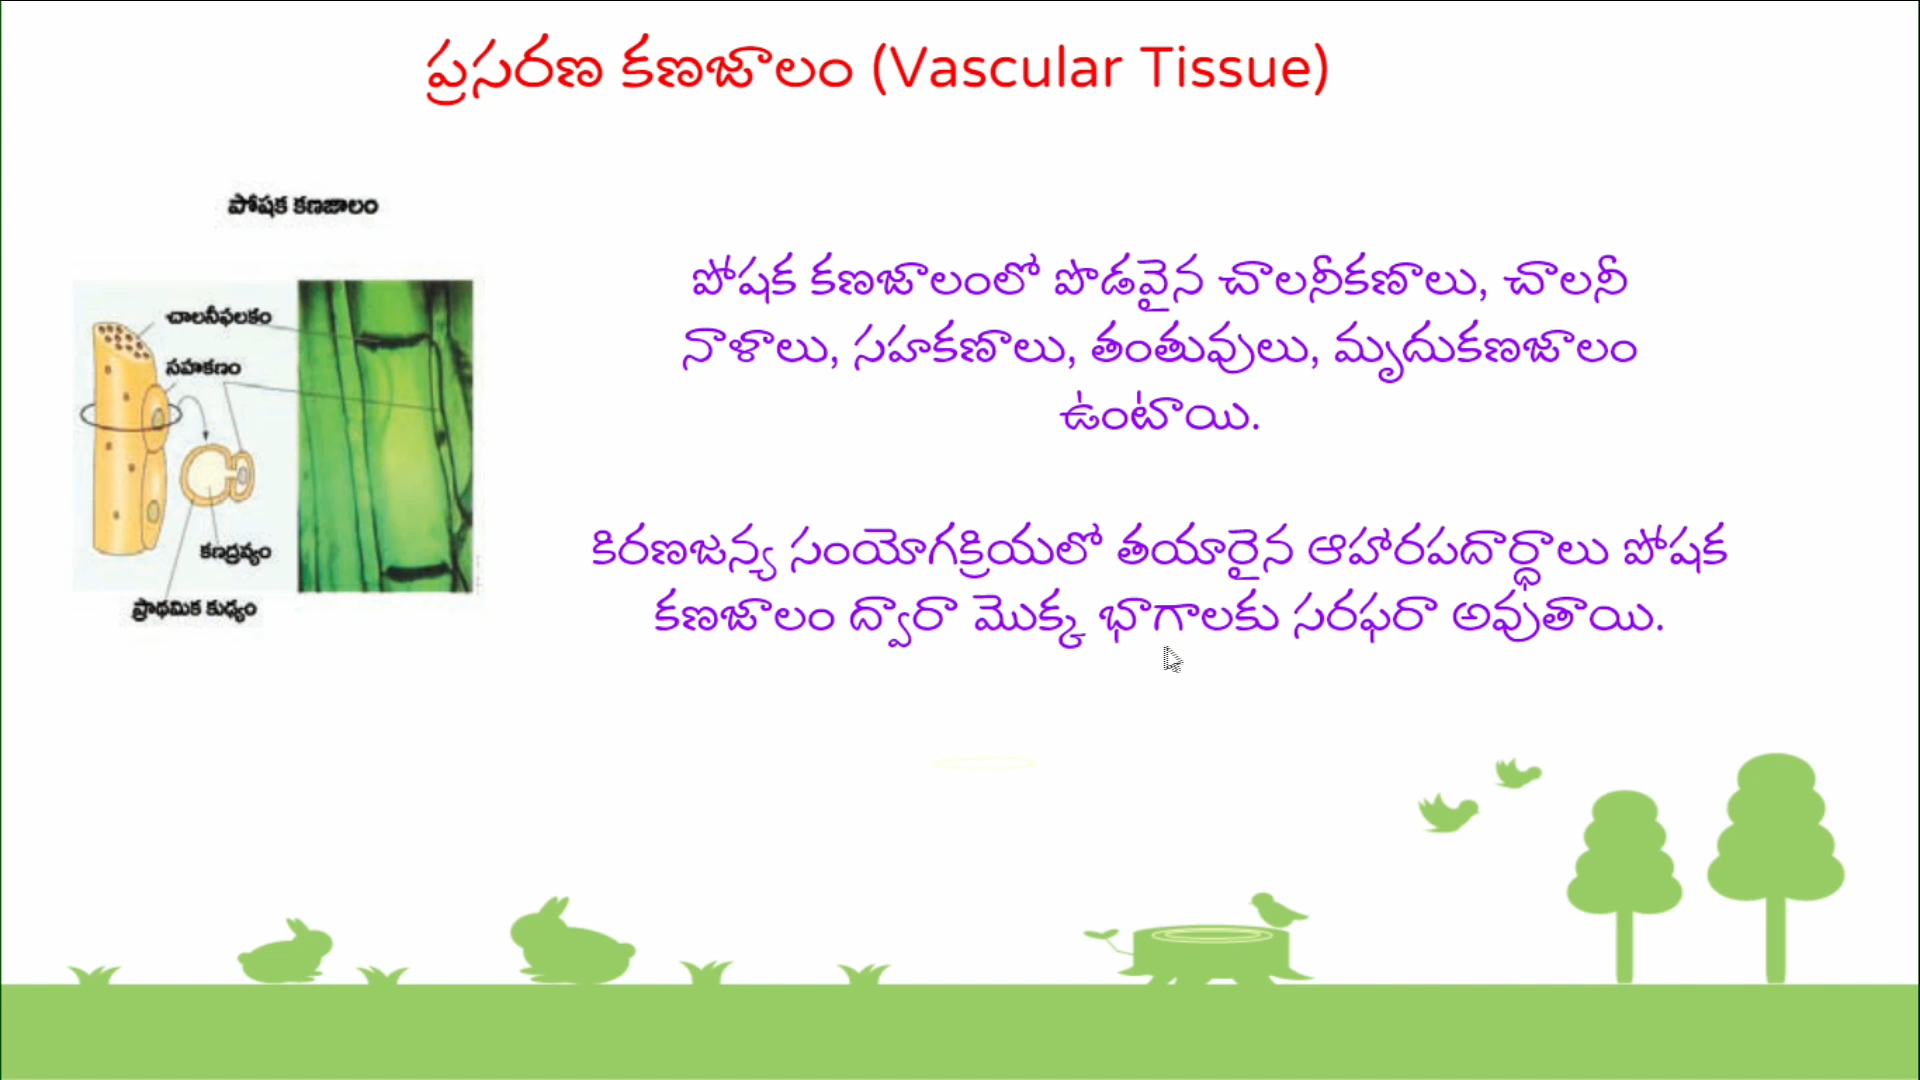 ప్రసరణ కణజాలం (Vascular Tissue)
పోషక కణజాలం
చాలనీఫలకం
సహకణం
కణద్రవ్యం
ప్రాథమిక కుడ్యం
పోషక కణజాలంలో పొడవైన చాలనీకణాలు, చాలనీ
నాళాలు, సహకణాలు, తంతువులు, మృదుకణజాలం
ఉంటాయి.
కిరణజన్య సంయోగక్రియలో తయారైన ఆహారపదార్థాలు పోషక
కణజాలం ద్వారా మొక్క భాగాలకు సరఫరా అవుతాయి.